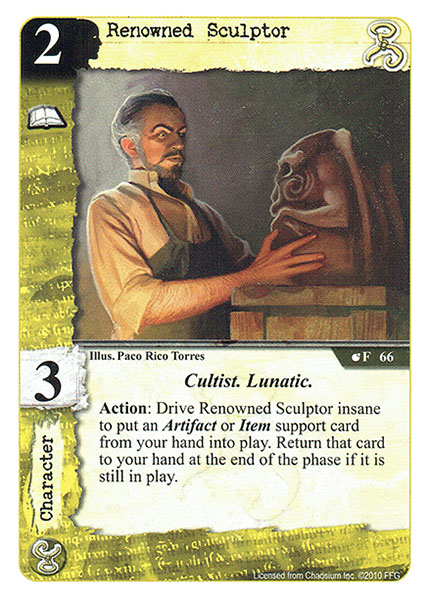 2
Renowned Sculptor
Illus. Paco Rico Torres
F 66
3
Cultist. Lunatic.
Action: Drive Renowned Sculptor insane
to put an Artifact or Item support card
from your hand into play. Return that card
to your hand at the end of the phase if it is
still in play.
Character
Licensed from Chaosium Inc. ©2010 FFG